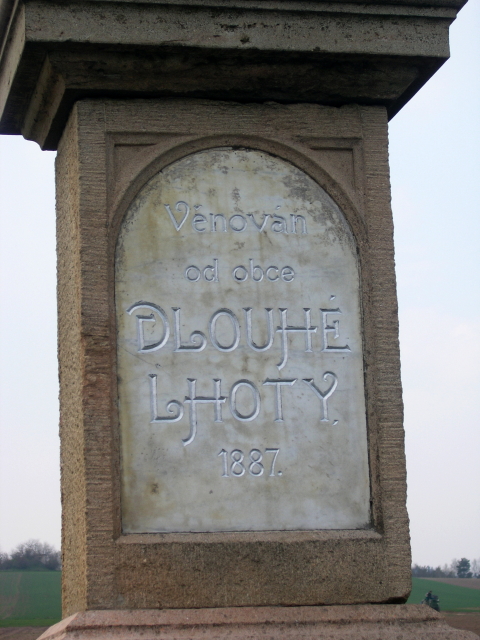 Věnován
od obce
DLOUHÉ
LHOTY,
1887.